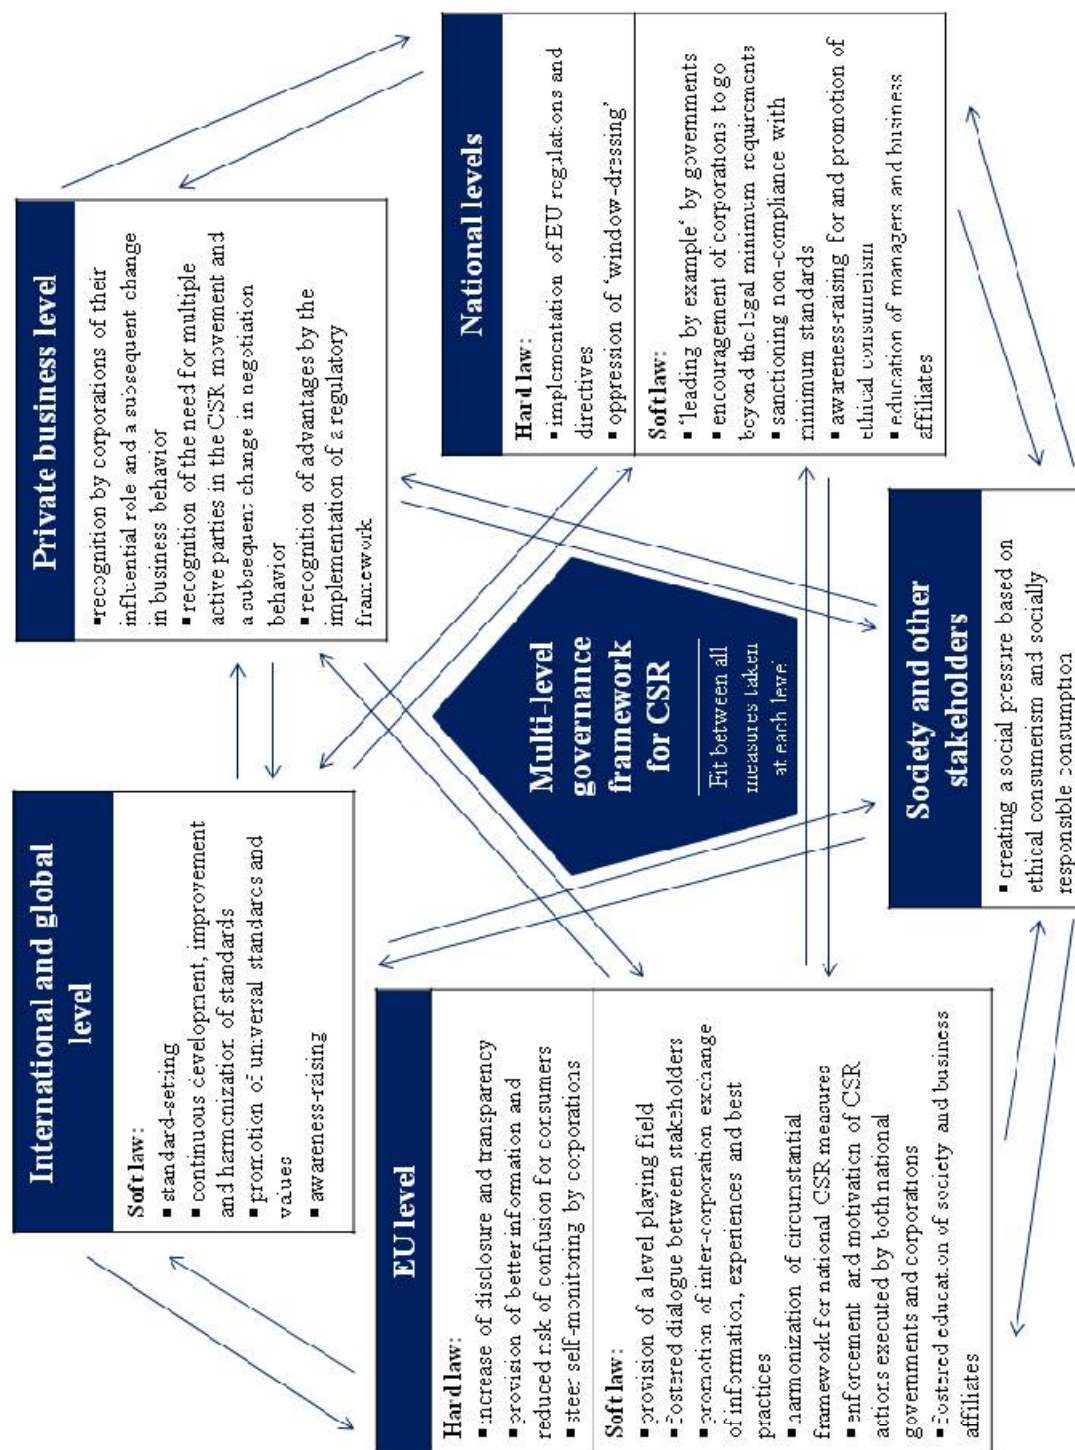 International and global
level
Soft law:
▪ standard-setting
▪ continuous development, improvement
and harmonization of standards
▪ promotion of universal standards and
values
▪ awareness-raising
Private business level
▪ recognition by corporations of their
influential role and a subsequent change
in business behavior
▪ recognition of the need for multiple
active parties in the CSR movement and
a subsequent change in negotiation
behavior
▪ recognition of advantages by the
implementation of a regulatory
framework
EU level
Hard law:
▪ increase of disclosure and transparency
▪ provision of better information and
reduced risk of confusion for consumers
▪ steer self-monitoring by corporations
Soft law:
▪ provision of a level playing field
▪ fostered dialogue between stakeholders
▪ promotion of inter-corporation exchange
of information, experiences and best
practices
▪ harmonization of circumstantial
framework for national CSR measures
▪ enforcement and motivation of CSR
actions executed by both national
governments and corporations
▪ fostered education of society and business
affiliates
Multi-level
governance
framework
for CSR
Fit between all
measures taken
at each level
National levels
Hard law:
▪ implementation of EU regulations and
directives
▪ oppression of ‘window-dressing’
Soft law:
▪ ‘leading by example‘ by governments
▪ encouragement of corporations to go
beyond the legal minimum requirements
▪ sanctioning non-compliance with
minimum standards
▪ awareness-raising for and promotion of
ethical consumerism
▪ education of managers and business
affiliates
Society and other
stakeholders
▪ creating a social pressure based on
ethical consumerism and socially
responsible consumption